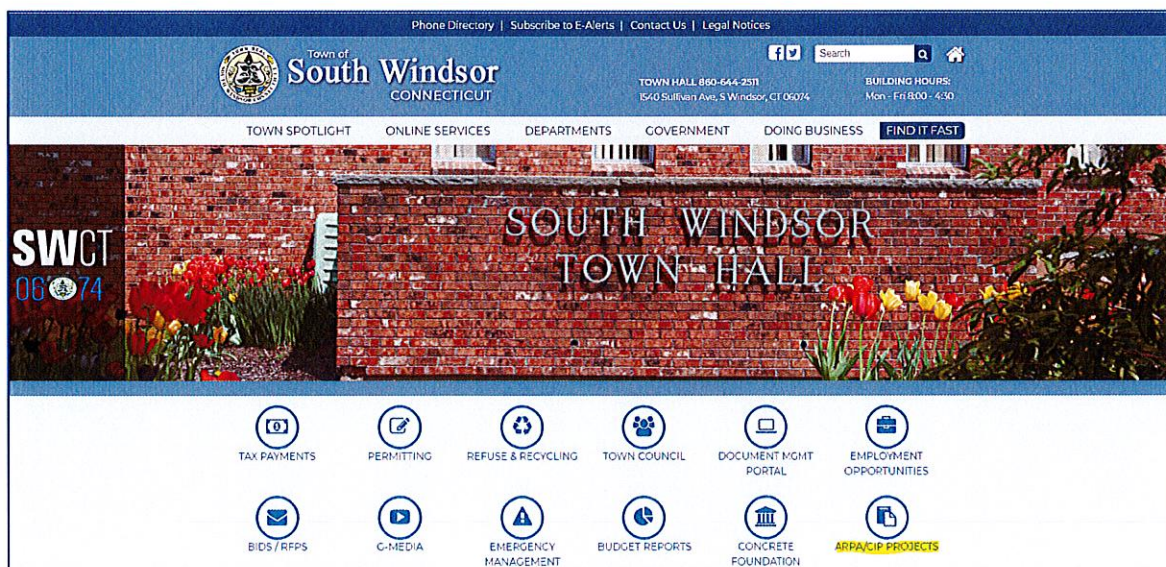 Phone Directory | Subscribe to E-Alerts | Contact Us | Legal Notices
Town of
South Windsor
CONNECTICUT
Search
TOWN HALL 860-644-2511
1540 Sullivan Ave, S Windsor, CT 06074
BUILDING HOURS:
Mon - Fri 8:00 - 4:30
TOWN SPOTLIGHT ONLINE SERVICES DEPARTMENTS GOVERNMENT DOING BUSINESS FIND IT FAST
SOUTH WINDSOR
TOWN HALL
SWCT
06074
TAX PAYMENTS
PERMITTING
REFUSE & RECYCLING
TOWN COUNCIL
DOCUMENT MGMT
PORTAL
EMPLOYMENT
OPPORTUNITIES
BIDS / RFPS
G-MEDIA
EMERGENCY
MANAGEMENT
BUDGET REPORTS
CONCRETE
FOUNDATION
ARPA/CIP PROJECTS